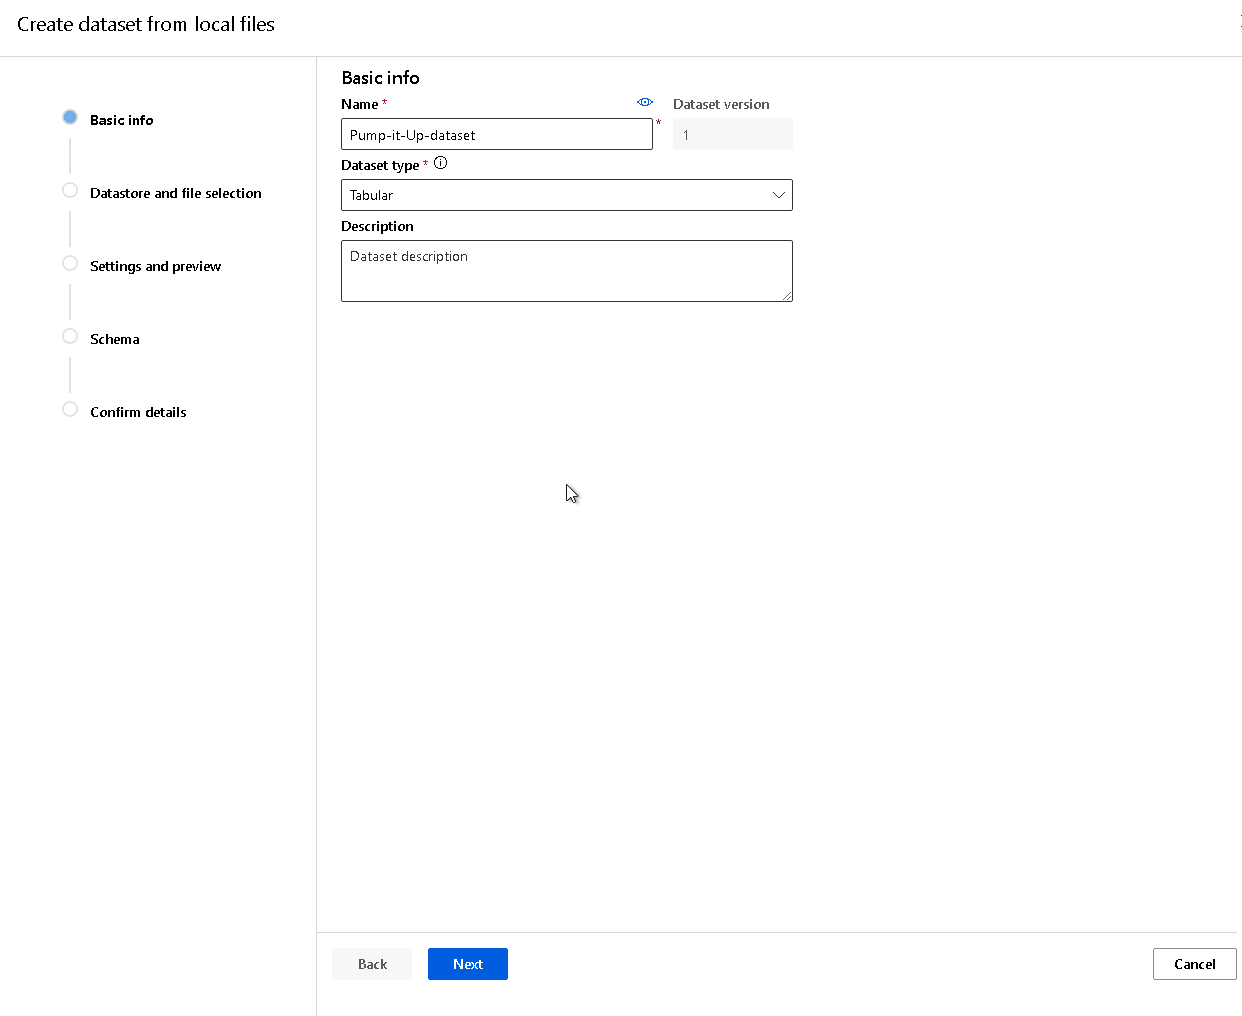 Create dataset from local files
Basic info
Datastore and file selection
Settings and preview
Schema
Confirm details
Basic info
Name *
Dataset version
Pump-it-Up-dataset
*
1
Dataset type *
Tabular
Description
Dataset description
Back
Next
Cancel